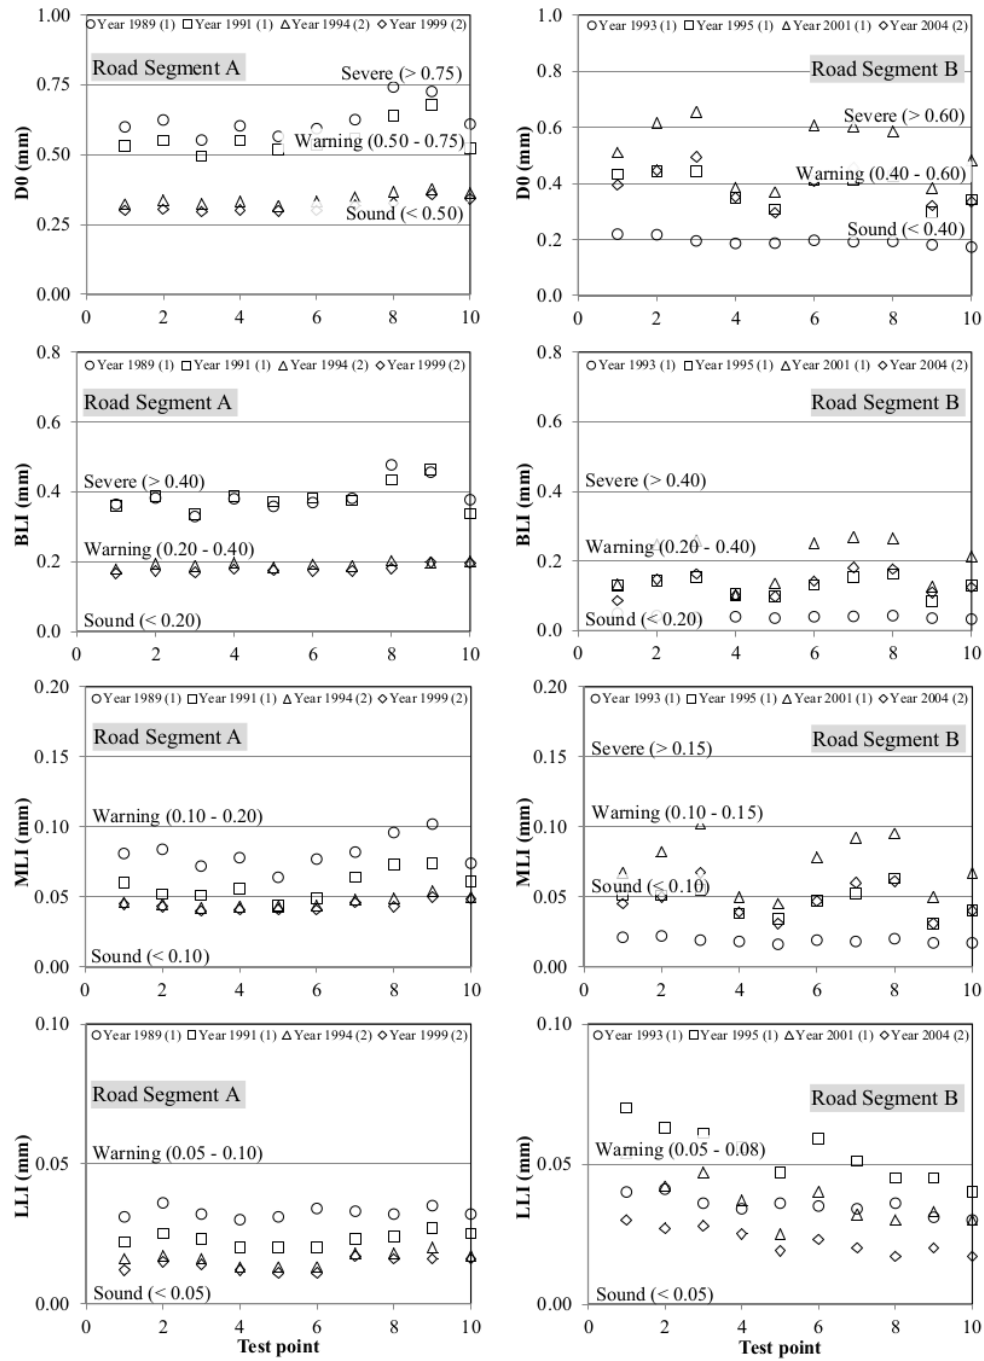 1.00
○ Year 1989 (1) □ Year 1991 (1) △ Year 1994 (2) ◇ Year 1999 (2)
Road Segment A
Severe (> 0.75)
0.75
Warning (0.50 - 0.75)
0.50
D0 (mm)
Sound (< 0.50)
0.25
0.00
0 2 4 6 8 10
1.0
○ Year 1993 (1) □ Year 1995 (1) △ Year 2001 (1) ◇ Year 2004 (2)
Road Segment B
0.8
Severe (> 0.60)
0.6
D0 (mm)
Warning (0.40 - 0.60)
0.4
Sound (< 0.40)
0.2
0.0
0 2 4 6 8 10
0.8
○ Year 1989 (1) □ Year 1991 (1) △ Year 1994 (2) ◇ Year 1999 (2)
Road Segment A
0.6
Severe (> 0.40)
0.4
BLI (mm)
Warning (0.20 - 0.40)
0.2
Sound (< 0.20)
0.0
0 2 4 6 8 10
0.8
○ Year 1993 (1) □ Year 1995 (1) △ Year 2001 (1) ◇ Year 2004 (2)
Road Segment B
0.6
Severe (> 0.40)
0.4
BLI (mm)
Warning (0.20 - 0.40)
0.2
Sound (< 0.20)
0.0
0 2 4 6 8 10
0.20
○ Year 1989 (1) □ Year 1991 (1) △ Year 1994 (2) ◇ Year 1999 (2)
Road Segment A
0.15
Warning (0.10 - 0.20)
0.10
MLI (mm)
0.05
Sound (< 0.10)
0.00
0 2 4 6 8 10
0.20
○ Year 1993 (1) □ Year 1995 (1) △ Year 2001 (1) ◇ Year 2004 (2)
Road Segment B
Severe (> 0.15)
0.15
Warning (0.10 - 0.15)
0.10
MLI (mm)
Sound (< 0.10)
0.05
0.00
0 2 4 6 8 10
0.10
○ Year 1989 (1) □ Year 1991 (1) △ Year 1994 (2) ◇ Year 1999 (2)
Road Segment A
Warning (0.05 - 0.10)
0.05
LLI (mm)
Sound (< 0.05)
0.00
0 2 4 6 8 10
Test point
0.10
○ Year 1993 (1) □ Year 1995 (1) △ Year 2001 (1) ◇ Year 2004 (2)
Road Segment B
Warning (0.05 - 0.08)
0.05
LLI (mm)
Sound (< 0.05)
0.00
0 2 4 6 8 10
Test point